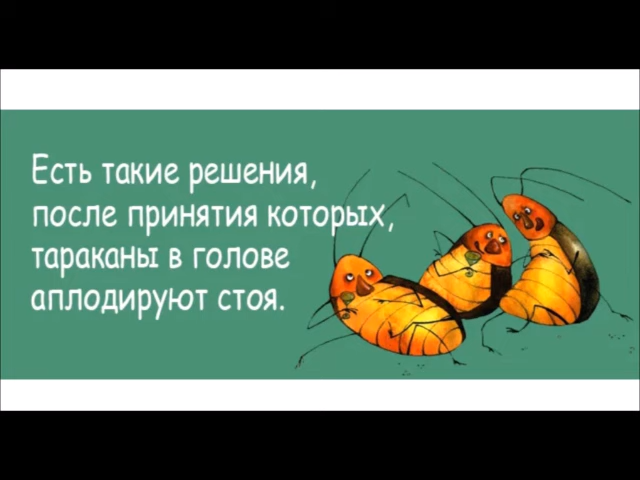 Есть такие решения,
после принятия которых,
тараканы в голове
аплодируют стоя.